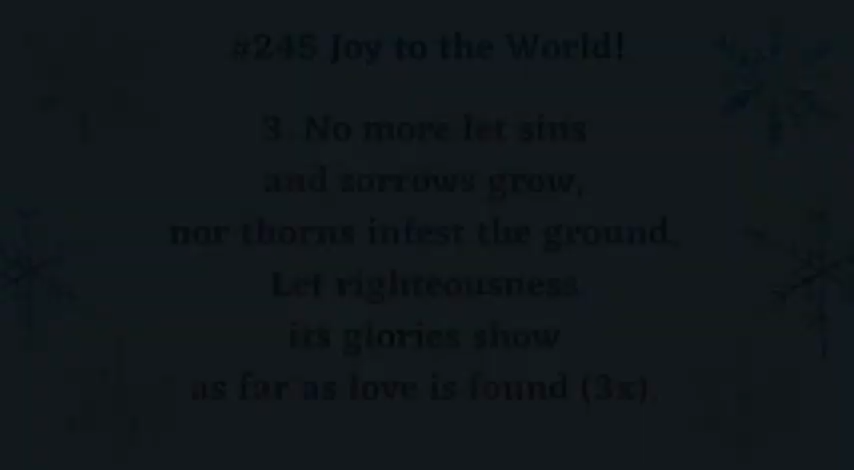 #245 Joy to the World!
3. No more let sins
and sorrows grow,
nor thorns infest the ground.
Let righteousness
its glories show
as far as love is found (3x).